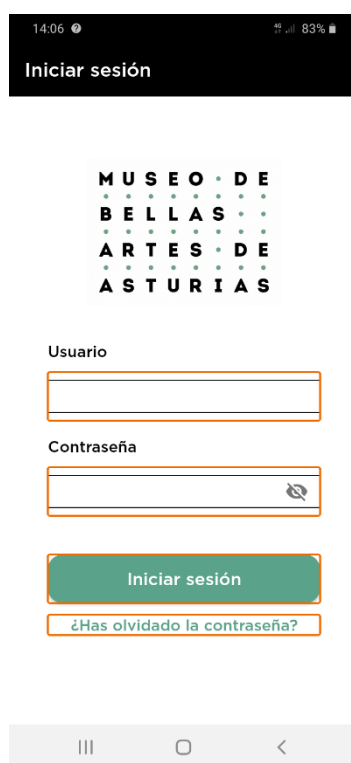 14:06
4G
83%
Iniciar sesión
MUSEO · DE
BELLAS · ·
ARTES · DE
ASTURIAS
Usuario
Contraseña
Iniciar sesión
¿Has olvidado la contraseña?